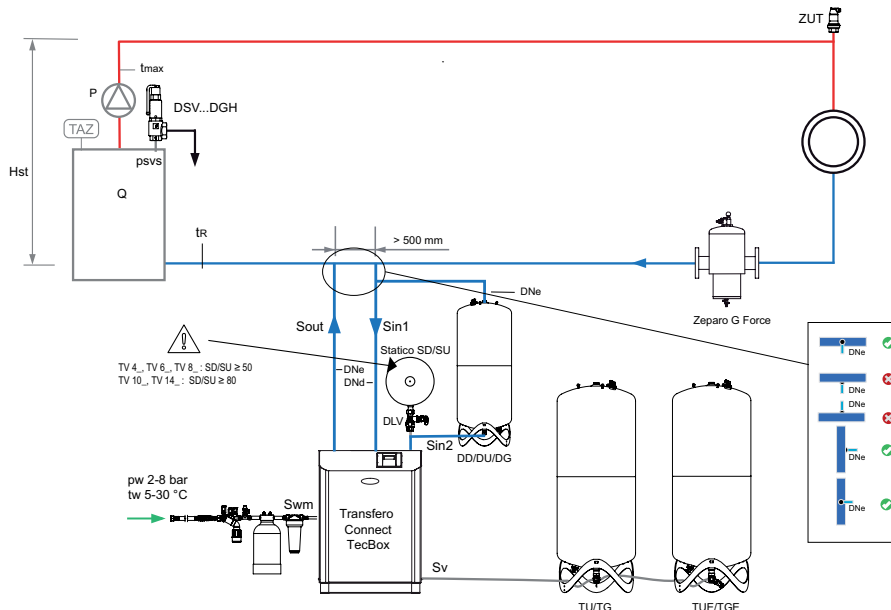 ZUT
tmax
P
DSV...DGH
TAZ
psvs
Hst
Q
tR
> 500 mm
DNe
Zeparo G Force
Sout
Sin1
Statico SD/SU
TV 4_, TV 6_, TV 8_ : SD/SU ≥ 50
TV 10_, TV 14_ : SD/SU ≥ 80
DNe
DNd
DLV
Sin2
DD/DU/DG
DNe
DNe
DNe
DNe
DNe
pw 2-8 bar
tw 5-30 °C
Swm
Transfero
Connect
TecBox
Sv
TU/TG
TUE/TGE